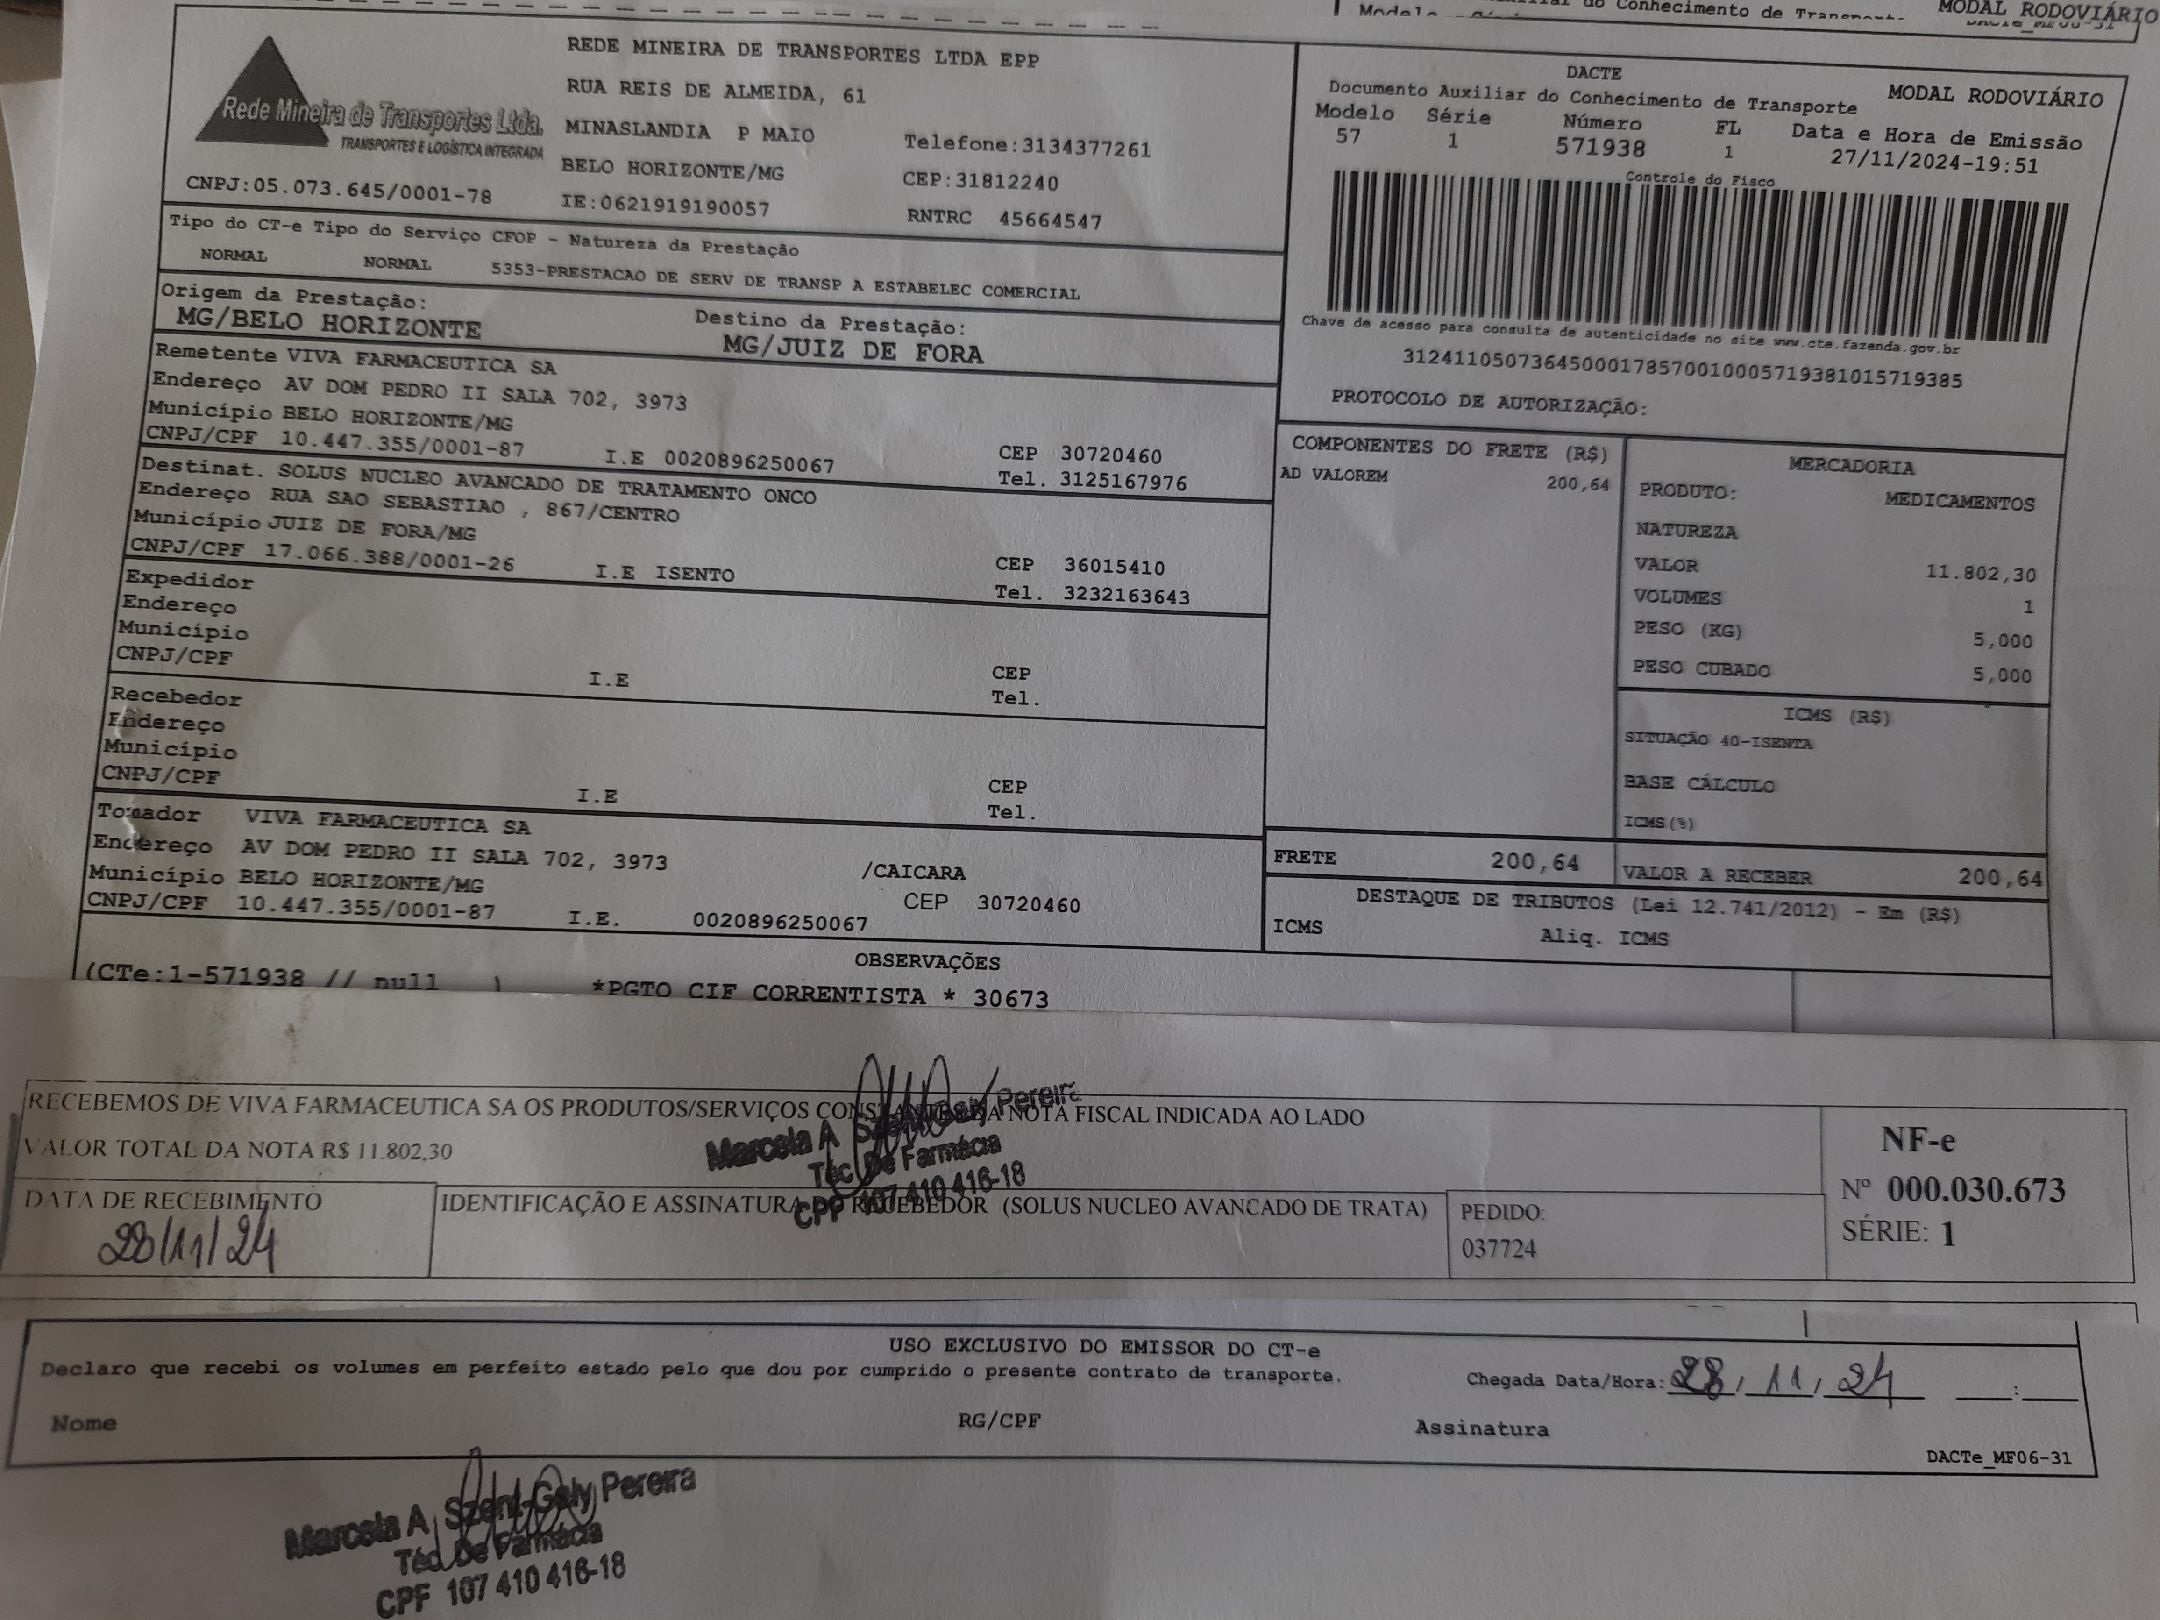 do Conhecimento de Transporte
MODAL RODOVIÁRIO
Rede Mineira de Transportes Ltda.
TRANSPORTES E LOGÍSTICA INTEGRADA
CNPJ:05.073.645/0001-78
REDE MINEIRA DE TRANSPORTES LTDA EPP
RUA REIS DE ALMEIDA, 61
MINASLANDIA P MAIO
Telefone:3134377261
BELO HORIZONTE/MG
CEP:31812240
IE:0621919190057
RNTRC 45664547
DACTE
Documento Auxiliar do Conhecimento de Transporte
MODAL RODOVIÁRIO
Modelo Série Número FL Data e Hora de Emissão
57 1 571938 1 27/11/2024-19:51
Controle do Fisco
Chave de acesso para consulta de autenticidade no site www.cte.fazenda.gov.br
31241105073645000178570010005719381015719385
PROTOCOLO DE AUTORIZAÇÃO:
Tipo do CT-e Tipo do Serviço CFOP - Natureza da Prestação
NORMAL NORMAL 5353-PRESTACAO DE SERV DE TRANSP A ESTABELEC COMERCIAL
Origem da Prestação: Destino da Prestação:
MG/BELO HORIZONTE MG/JUIZ DE FORA
Remetente VIVA FARMACEUTICA SA
Endereço AV DOM PEDRO II SALA 702, 3973
Município BELO HORIZONTE/MG CEP 30720460
CNPJ/CPF 10.447.355/0001-87 I.E 0020896250067 Tel. 3125167976
Destinat. SOLUS NUCLEO AVANCADO DE TRATAMENTO ONCO
Endereço RUA SAO SEBASTIAO , 867/CENTRO
Município JUIZ DE FORA/MG CEP 36015410
CNPJ/CPF 17.066.388/0001-26 I.E ISENTO Tel. 3232163643
Expedidor
Endereço
Município CEP
CNPJ/CPF I.E Tel.
Recebedor
Endereço
Município CEP
CNPJ/CPF I.E Tel.
Tomador VIVA FARMACEUTICA SA
Endereço AV DOM PEDRO II SALA 702, 3973 /CAICARA
Município BELO HORIZONTE/MG CEP 30720460
CNPJ/CPF 10.447.355/0001-87 I.E. 0020896250067
COMPONENTES DO FRETE (R$)
AD VALOREM 200,64
MERCADORIA
PRODUTO: MEDICAMENTOS
NATUREZA
VALOR 11.802,30
VOLUMES 1
PESO (KG) 5,000
PESO CUBADO 5,000
ICMS (R$)
SITUAÇÃO 40-ISENTA
BASE CÁLCULO
ICMS(%)
FRETE 200,64 VALOR A RECEBER 200,64
DESTAQUE DE TRIBUTOS (Lei 12.741/2012) - Em (R$)
ICMS Aliq. ICMS
OBSERVAÇÕES
(CTe:1-571938 // null ) *PGTO CIF CORRENTISTA * 30673
RECEBEMOS DE VIVA FARMACEUTICA SA OS PRODUTOS/SERVIÇOS CONSTANTES DA NOTA FISCAL INDICADA AO LADO
VALOR TOTAL DA NOTA R$ 11.802,30
Marcela A Szent-Galy Pereira
Téc. De Farmácia
CPF 107 410 416-18
DATA DE RECEBIMENTO
28/11/24
IDENTIFICAÇÃO E ASSINATURA DO RECEBEDOR (SOLUS NUCLEO AVANCADO DE TRATA)
PEDIDO:
037724
NF-e
Nº 000.030.673
SÉRIE: 1
USO EXCLUSIVO DO EMISSOR DO CT-e
Declaro que recebi os volumes em perfeito estado pelo que dou por cumprido o presente contrato de transporte.
Chegada Data/Hora: 28/11/24 :
Nome RG/CPF Assinatura
DACTe_MF06-31
Marcela A Szent-Galy Pereira
Téc. De Farmácia
CPF 107 410 416-18